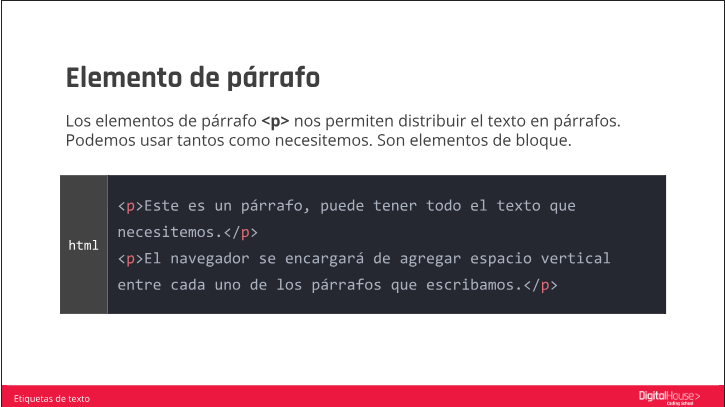 Elemento de párrafo
Los elementos de párrafo <p> nos permiten distribuir el texto en párrafos.
Podemos usar tantos como necesitemos. Son elementos de bloque.
html
<p>Este es un párrafo, puede tener todo el texto que
necesitemos.</p>
<p>El navegador se encargará de agregar espacio vertical
entre cada uno de los párrafos que escribamos.</p>
Etiquetas de texto
DigitalHouse>
Coding School